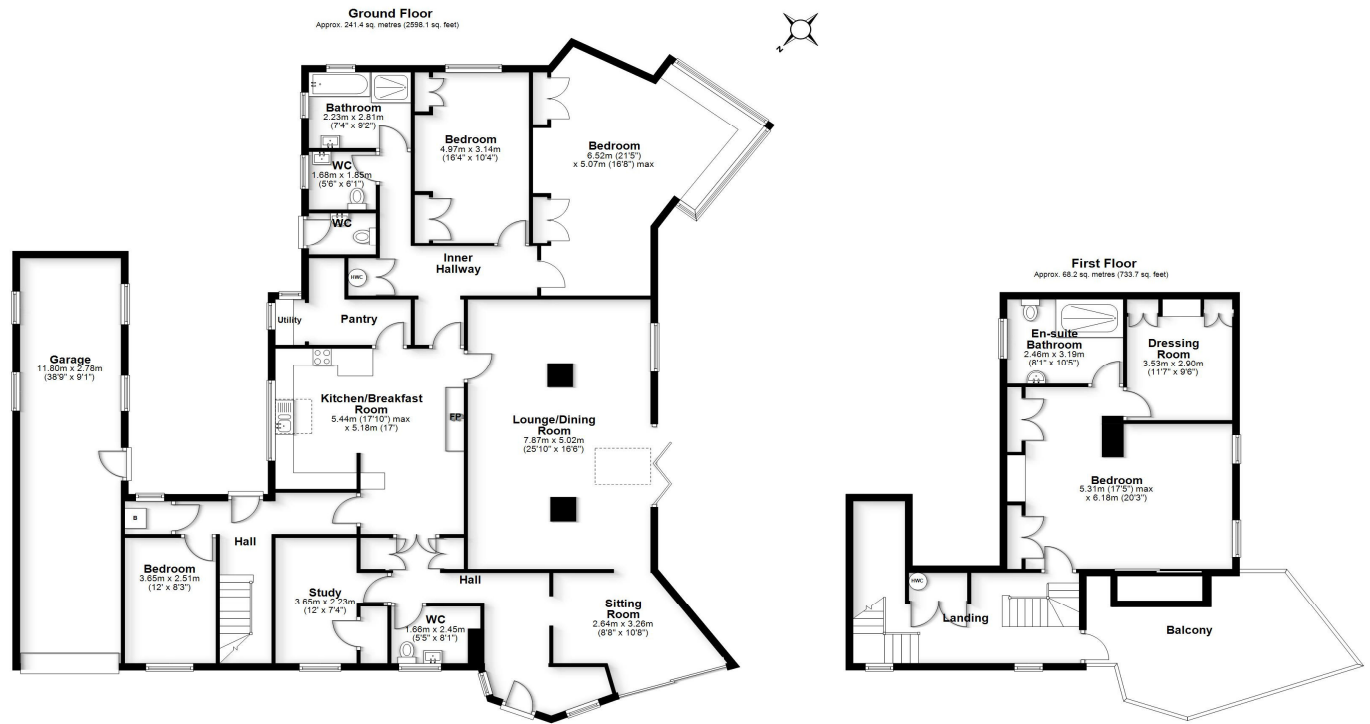 Ground Floor
Approx. 241.4 sq. metres (2598.1 sq. feet)
N
Bathroom
2.23m x 2.81m
(7'4" x 9'2")
Bedroom
4.97m x 3.14m
(16'4" x 10'4")
Bedroom
6.52m (21'5")
x 5.07m (16'8") max
WC
1.68m x 1.85m
(5'6" x 6'1")
WC
Inner
Hallway
HWC
Utility
Pantry
Garage
11.80m x 2.78m
(38'9" x 9'1")
Kitchen/Breakfast
Room
5.44m (17'10") max
x 5.18m (17")
FP
Lounge/Dining
Room
7.87m x 5.02m
(25'10" x 16'6")
B
Hall
Bedroom
3.65m x 2.51m
(12' x 8'3")
Study
3.65m x 2.23m
(12' x 7'4")
Hall
WC
1.66m x 2.45m
(5'5" x 8'1")
Sitting
Room
2.64m x 3.26m
(8'8" x 10'8")
First Floor
Approx. 68.2 sq. metres (733.7 sq. feet)
En-suite
Bathroom
2.46m x 3.19m
(8'1" x 10'5")
Dressing
Room
3.53m x 2.90m
(11'7" x 9'6")
Bedroom
5.31m (17'5") max
x 6.18m (20'3")
HWC
Landing
Balcony